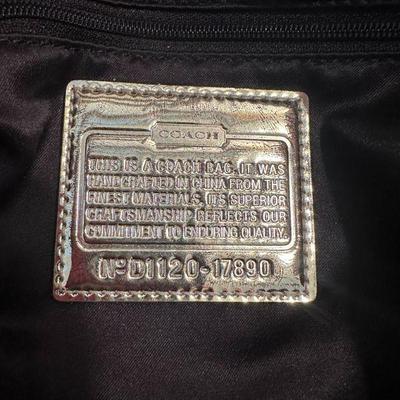 COACH
THIS IS A COACH BAG. IT WAS
HANDCRAFTED IN CHINA FROM THE
FINEST MATERIALS. ITS SUPERIOR
CRAFTSMANSHIP REFLECTS OUR
COMMITMENT TO ENDURING QUALITY.
Nº D1120-17890